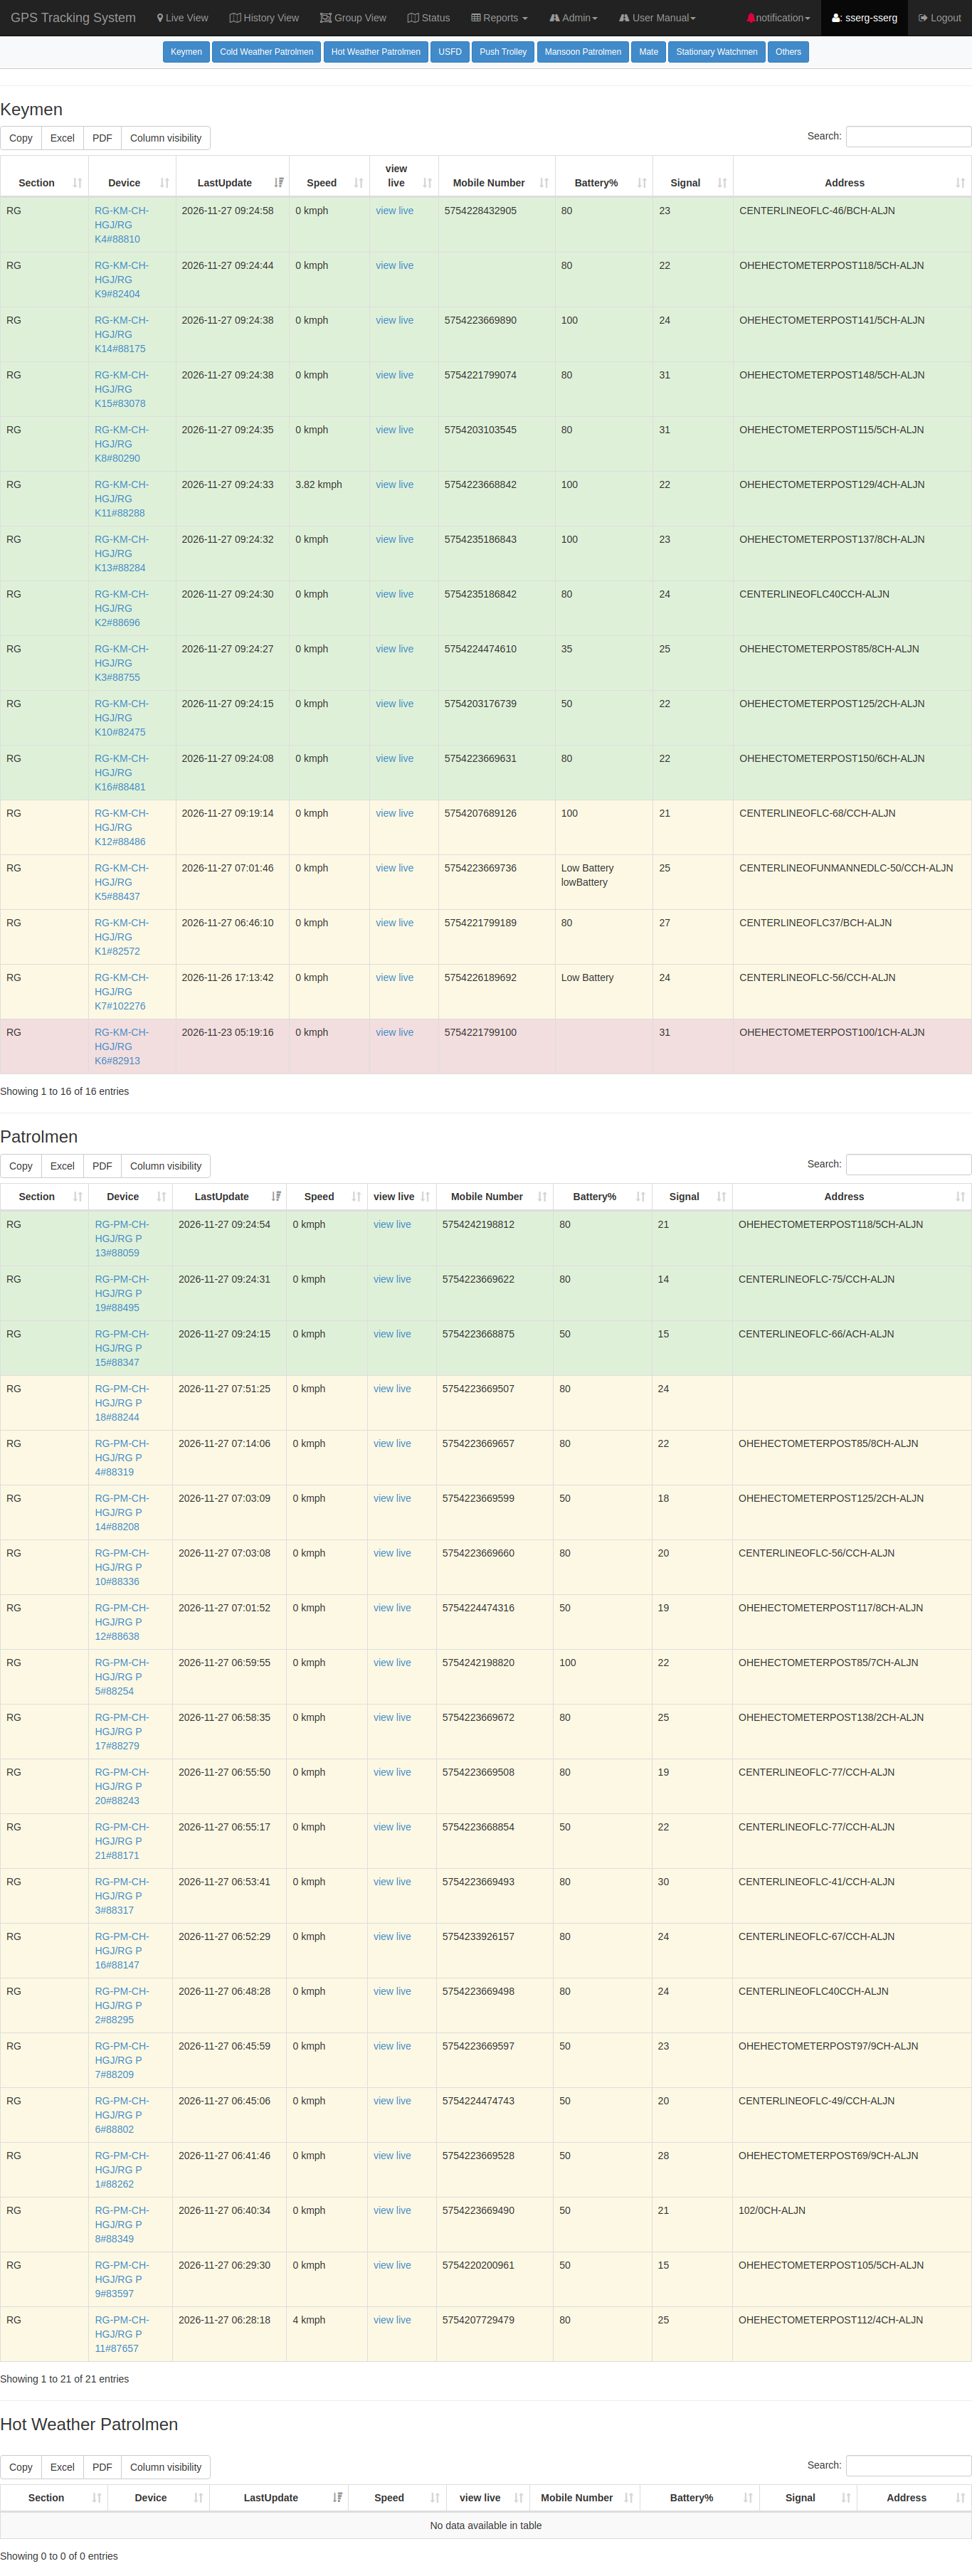 GPS Tracking System Live View History View Group View Status Reports Admin User Manual notification : sserg-sserg Logout
Keymen Cold Weather Patrolmen Hot Weather Patrolmen USFD Push Trolley Mansoon Patrolmen Mate Stationary Watchmen Others
Keymen
Copy Excel PDF Column visibility Search:
Section Device LastUpdate Speed view live Mobile Number Battery% Signal Address
RG RG-KM-CH-HGJ/RG K4#88810 2026-11-27 09:24:58 0 kmph view live 5754228432905 80 23 CENTERLINEOFLC-46/BCH-ALJN
RG RG-KM-CH-HGJ/RG K9#82404 2026-11-27 09:24:44 0 kmph view live 80 22 OHEHECTOMETERPOST118/5CH-ALJN
RG RG-KM-CH-HGJ/RG K14#88175 2026-11-27 09:24:38 0 kmph view live 5754223669890 100 24 OHEHECTOMETERPOST141/5CH-ALJN
RG RG-KM-CH-HGJ/RG K15#83078 2026-11-27 09:24:38 0 kmph view live 5754221799074 80 31 OHEHECTOMETERPOST148/5CH-ALJN
RG RG-KM-CH-HGJ/RG K8#80290 2026-11-27 09:24:35 0 kmph view live 5754203103545 80 31 OHEHECTOMETERPOST115/5CH-ALJN
RG RG-KM-CH-HGJ/RG K11#88288 2026-11-27 09:24:33 3.82 kmph view live 5754223668842 100 22 OHEHECTOMETERPOST129/4CH-ALJN
RG RG-KM-CH-HGJ/RG K13#88284 2026-11-27 09:24:32 0 kmph view live 5754235186843 100 23 OHEHECTOMETERPOST137/8CH-ALJN
RG RG-KM-CH-HGJ/RG K2#88696 2026-11-27 09:24:30 0 kmph view live 5754235186842 80 24 CENTERLINEOFLC40CCH-ALJN
RG RG-KM-CH-HGJ/RG K3#88755 2026-11-27 09:24:27 0 kmph view live 5754224474610 35 25 OHEHECTOMETERPOST85/8CH-ALJN
RG RG-KM-CH-HGJ/RG K10#82475 2026-11-27 09:24:15 0 kmph view live 5754203176739 50 22 OHEHECTOMETERPOST125/2CH-ALJN
RG RG-KM-CH-HGJ/RG K16#88481 2026-11-27 09:24:08 0 kmph view live 5754223669631 80 22 OHEHECTOMETERPOST150/6CH-ALJN
RG RG-KM-CH-HGJ/RG K12#88486 2026-11-27 09:19:14 0 kmph view live 5754207689126 100 21 CENTERLINEOFLC-68/CCH-ALJN
RG RG-KM-CH-HGJ/RG K5#88437 2026-11-27 07:01:46 0 kmph view live 5754223669736 Low Battery lowBattery 25 CENTERLINEOFUNMANNEDLC-50/CCH-ALJN
RG RG-KM-CH-HGJ/RG K1#82572 2026-11-27 06:46:10 0 kmph view live 5754221799189 80 27 CENTERLINEOFLC37/BCH-ALJN
RG RG-KM-CH-HGJ/RG K7#102276 2026-11-26 17:13:42 0 kmph view live 5754226189692 Low Battery 24 CENTERLINEOFLC-56/CCH-ALJN
RG RG-KM-CH-HGJ/RG K6#82913 2026-11-23 05:19:16 0 kmph view live 5754221799100 31 OHEHECTOMETERPOST100/1CH-ALJN
Showing 1 to 16 of 16 entries
Patrolmen
Copy Excel PDF Column visibility Search:
Section Device LastUpdate Speed view live Mobile Number Battery% Signal Address
RG RG-PM-CH-HGJ/RG P 13#88059 2026-11-27 09:24:54 0 kmph view live 5754242198812 80 21 OHEHECTOMETERPOST118/5CH-ALJN
RG RG-PM-CH-HGJ/RG P 19#88495 2026-11-27 09:24:31 0 kmph view live 5754223669622 80 14 CENTERLINEOFLC-75/CCH-ALJN
RG RG-PM-CH-HGJ/RG P 15#88347 2026-11-27 09:24:15 0 kmph view live 5754223668875 50 15 CENTERLINEOFLC-66/ACH-ALJN
RG RG-PM-CH-HGJ/RG P 18#88244 2026-11-27 07:51:25 0 kmph view live 5754223669507 80 24
RG RG-PM-CH-HGJ/RG P 4#88319 2026-11-27 07:14:06 0 kmph view live 5754223669657 80 22 OHEHECTOMETERPOST85/8CH-ALJN
RG RG-PM-CH-HGJ/RG P 14#88208 2026-11-27 07:03:09 0 kmph view live 5754223669599 50 18 OHEHECTOMETERPOST125/2CH-ALJN
RG RG-PM-CH-HGJ/RG P 10#88336 2026-11-27 07:03:08 0 kmph view live 5754223669660 80 20 CENTERLINEOFLC-56/CCH-ALJN
RG RG-PM-CH-HGJ/RG P 12#88638 2026-11-27 07:01:52 0 kmph view live 5754224474316 50 19 OHEHECTOMETERPOST117/8CH-ALJN
RG RG-PM-CH-HGJ/RG P 5#88254 2026-11-27 06:59:55 0 kmph view live 5754242198820 100 22 OHEHECTOMETERPOST85/7CH-ALJN
RG RG-PM-CH-HGJ/RG P 17#88279 2026-11-27 06:58:35 0 kmph view live 5754223669672 80 25 OHEHECTOMETERPOST138/2CH-ALJN
RG RG-PM-CH-HGJ/RG P 20#88243 2026-11-27 06:55:50 0 kmph view live 5754223669508 80 19 CENTERLINEOFLC-77/CCH-ALJN
RG RG-PM-CH-HGJ/RG P 21#88171 2026-11-27 06:55:17 0 kmph view live 5754223668854 50 22 CENTERLINEOFLC-77/CCH-ALJN
RG RG-PM-CH-HGJ/RG P 3#88317 2026-11-27 06:53:41 0 kmph view live 5754223669493 80 30 CENTERLINEOFLC-41/CCH-ALJN
RG RG-PM-CH-HGJ/RG P 16#88147 2026-11-27 06:52:29 0 kmph view live 5754233926157 80 24 CENTERLINEOFLC-67/CCH-ALJN
RG RG-PM-CH-HGJ/RG P 2#88295 2026-11-27 06:48:28 0 kmph view live 5754223669498 80 24 CENTERLINEOFLC40CCH-ALJN
RG RG-PM-CH-HGJ/RG P 7#88209 2026-11-27 06:45:59 0 kmph view live 5754223669597 50 23 OHEHECTOMETERPOST97/9CH-ALJN
RG RG-PM-CH-HGJ/RG P 6#88802 2026-11-27 06:45:06 0 kmph view live 5754224474743 50 20 CENTERLINEOFLC-49/CCH-ALJN
RG RG-PM-CH-HGJ/RG P 1#88262 2026-11-27 06:41:46 0 kmph view live 5754223669528 50 28 OHEHECTOMETERPOST69/9CH-ALJN
RG RG-PM-CH-HGJ/RG P 8#88349 2026-11-27 06:40:34 0 kmph view live 5754223669490 50 21 102/0CH-ALJN
RG RG-PM-CH-HGJ/RG P 9#83597 2026-11-27 06:29:30 0 kmph view live 5754220200961 50 15 OHEHECTOMETERPOST105/5CH-ALJN
RG RG-PM-CH-HGJ/RG P 11#87657 2026-11-27 06:28:18 4 kmph view live 5754207729479 80 25 OHEHECTOMETERPOST112/4CH-ALJN
Showing 1 to 21 of 21 entries
Hot Weather Patrolmen
Copy Excel PDF Column visibility Search:
Section Device LastUpdate Speed view live Mobile Number Battery% Signal Address
No data available in table
Showing 0 to 0 of 0 entries